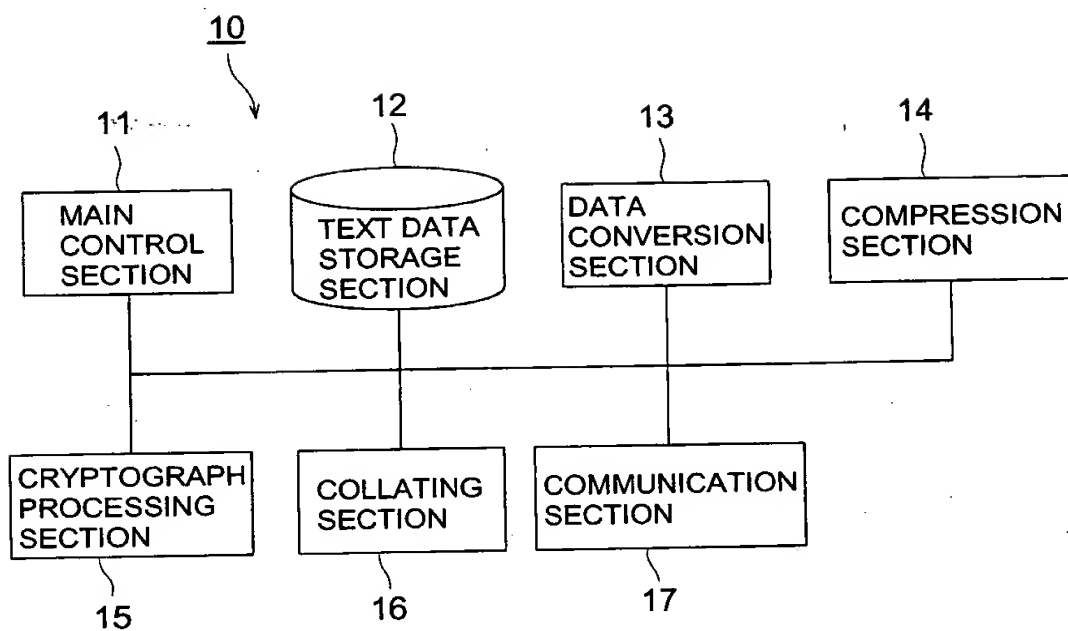 10
11
12
13
14
MAIN
CONTROL
SECTION
TEXT DATA
STORAGE
SECTION
DATA
CONVERSION
SECTION
COMPRESSION
SECTION
CRYPTOGRAPH
PROCESSING
SECTION
COLLATING
SECTION
COMMUNICATION
SECTION
15
16
17